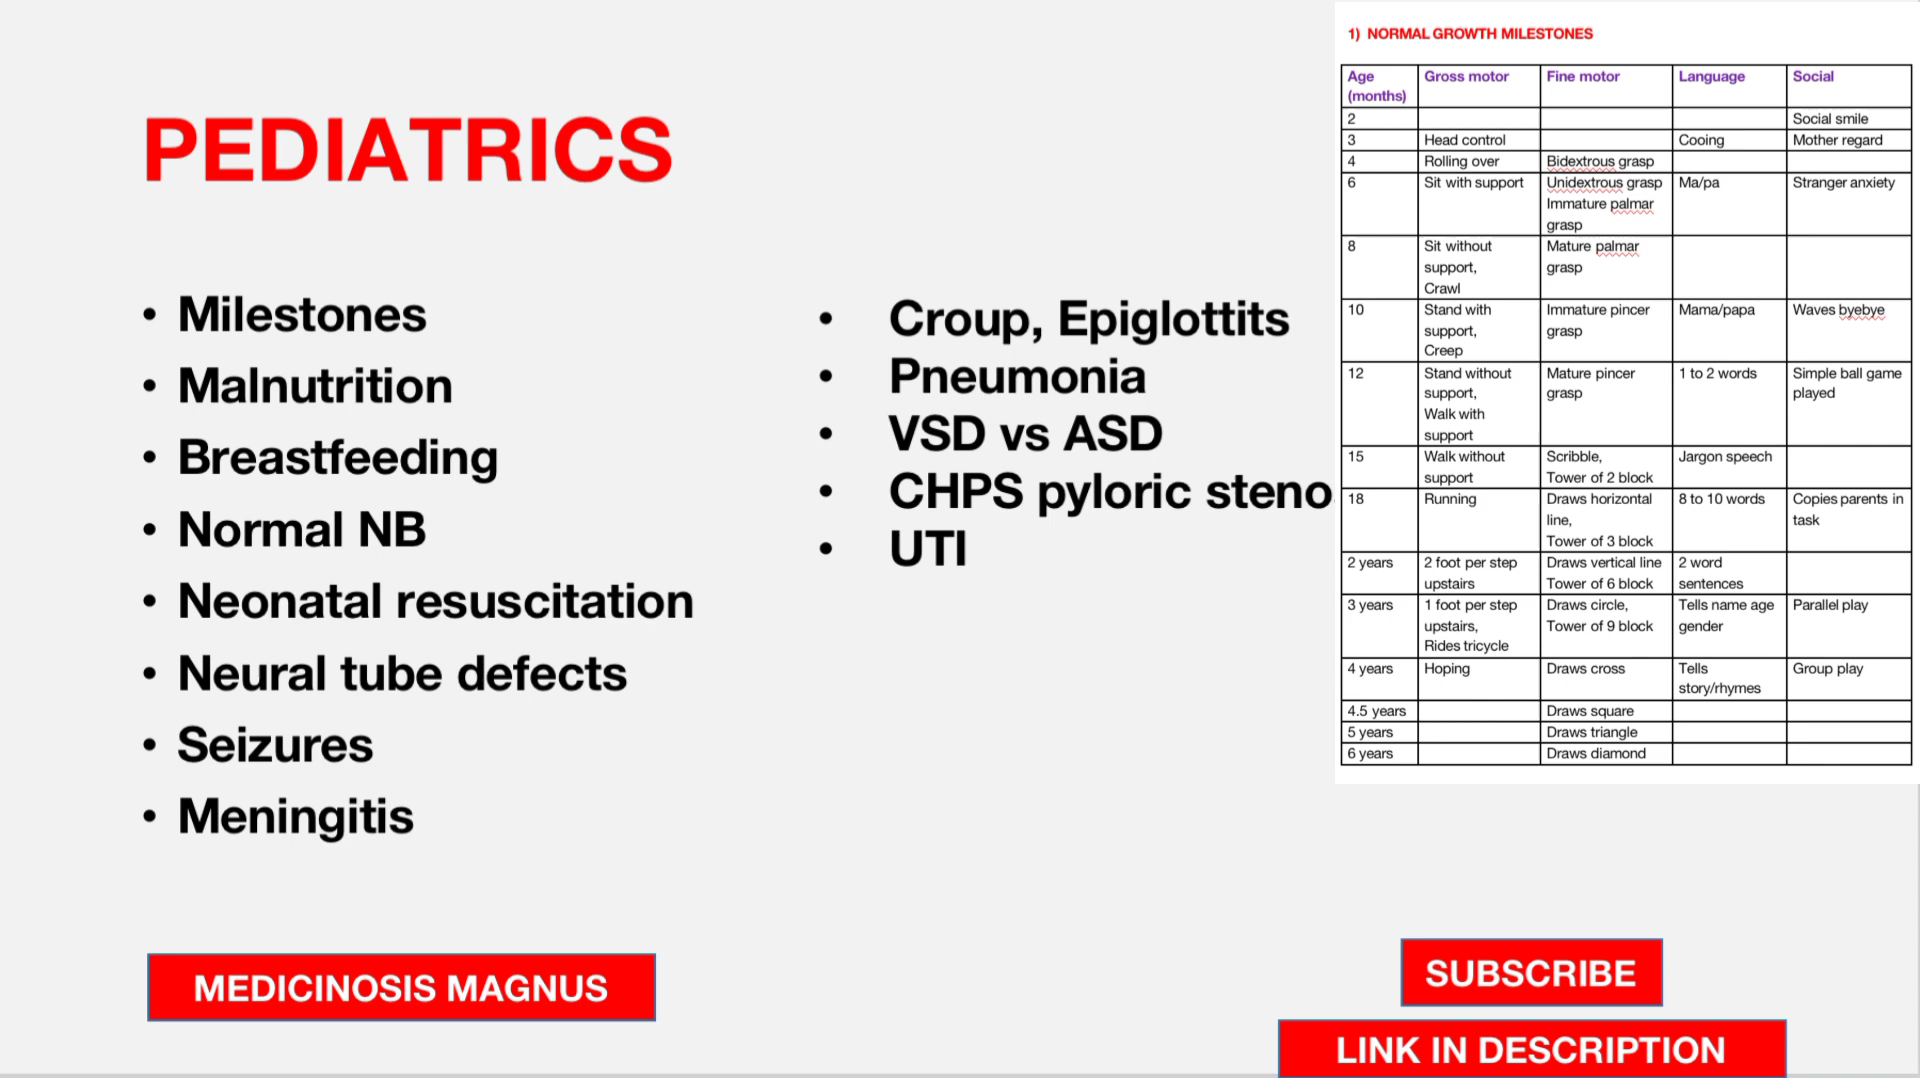 PEDIATRICS
• Milestones
• Malnutrition
• Breastfeeding
• Normal NB
• Neonatal resuscitation
• Neural tube defects
• Seizures
• Meningitis
• Croup, Epiglottits
• Pneumonia
• VSD vs ASD
• CHPS pyloric steno
• UTI
1) NORMAL GROWTH MILESTONES
Age Gross motor Fine motor Language Social
(months)
2 Social smile
3 Head control Cooing Mother regard
4 Rolling over Bidextrous grasp
6 Sit with support Unidextrous grasp Ma/pa Stranger anxiety
Immature palmar
grasp
8 Sit without Mature palmar
support, grasp
Crawl
10 Stand with Immature pincer Mama/papa Waves byebye
support, grasp
Creep
12 Stand without Mature pincer 1 to 2 words Simple ball game
support, grasp played
Walk with
support
15 Walk without Scribble, Jargon speech
support Tower of 2 block
18 Running Draws horizontal 8 to 10 words Copies parents in
line, task
Tower of 3 block
2 years 2 foot per step Draws vertical line 2 word
upstairs Tower of 6 block sentences
3 years 1 foot per step Draws circle, Tells name age Parallel play
upstairs, Tower of 9 block gender
Rides tricycle
4 years Hoping Draws cross Tells Group play
story/rhymes
4.5 years Draws square
5 years Draws triangle
6 years Draws diamond
MEDICINOSIS MAGNUS
SUBSCRIBE
LINK IN DESCRIPTION